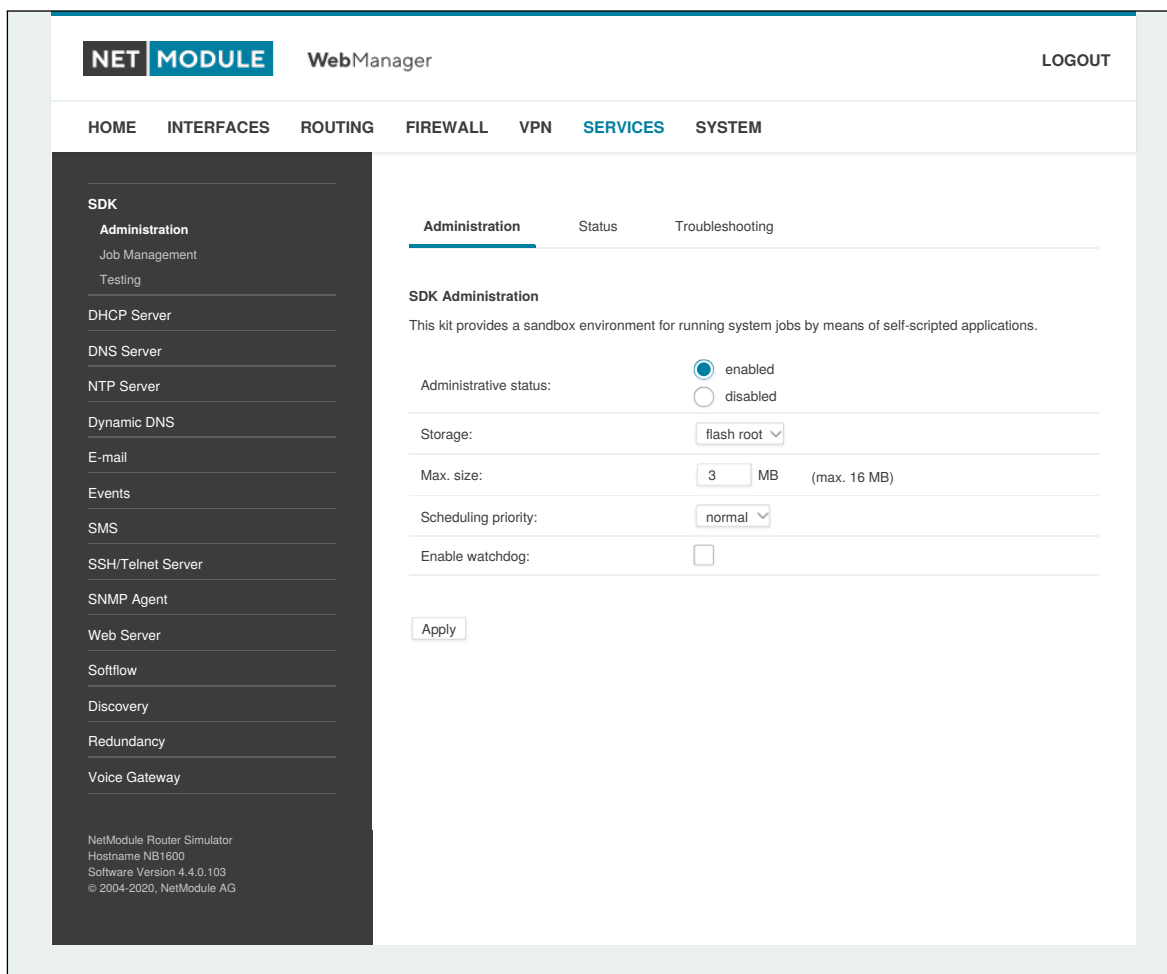 NET MODULE WebManager LOGOUT
HOME INTERFACES ROUTING FIREWALL VPN SERVICES SYSTEM
SDK
Administration
Job Management
Testing
DHCP Server
DNS Server
NTP Server
Dynamic DNS
E-mail
Events
SMS
SSH/Telnet Server
SNMP Agent
Web Server
Softflow
Discovery
Redundancy
Voice Gateway
NetModule Router Simulator
Hostname NB1600
Software Version 4.4.0.103
© 2004-2020, NetModule AG
Administration Status Troubleshooting
SDK Administration
This kit provides a sandbox environment for running system jobs by means of self-scripted applications.
Administrative status:
enabled
disabled
Storage: flash root
Max. size: 3 MB (max. 16 MB)
Scheduling priority: normal
Enable watchdog:
Apply